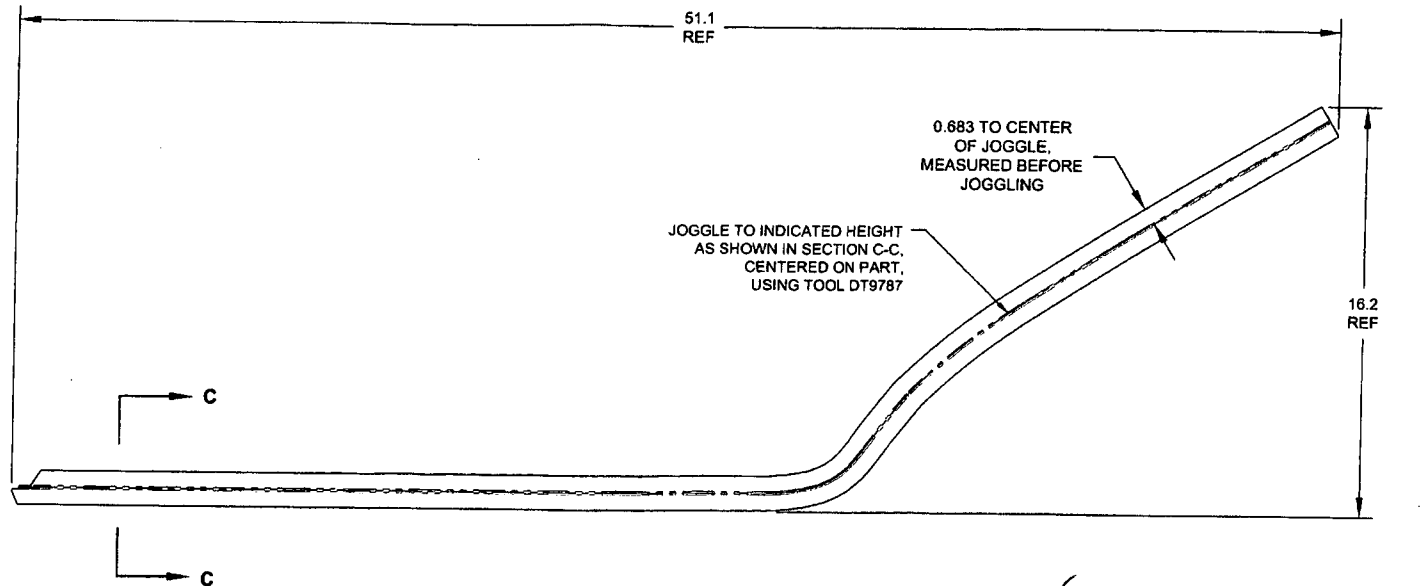 51.1
REF
0.683 TO CENTER
OF JOGGLE,
MEASURED BEFORE
JOGGLING
JOGGLE TO INDICATED HEIGHT
AS SHOWN IN SECTION C-C,
CENTERED ON PART,
USING TOOL DT9787
16.2
REF
C
C